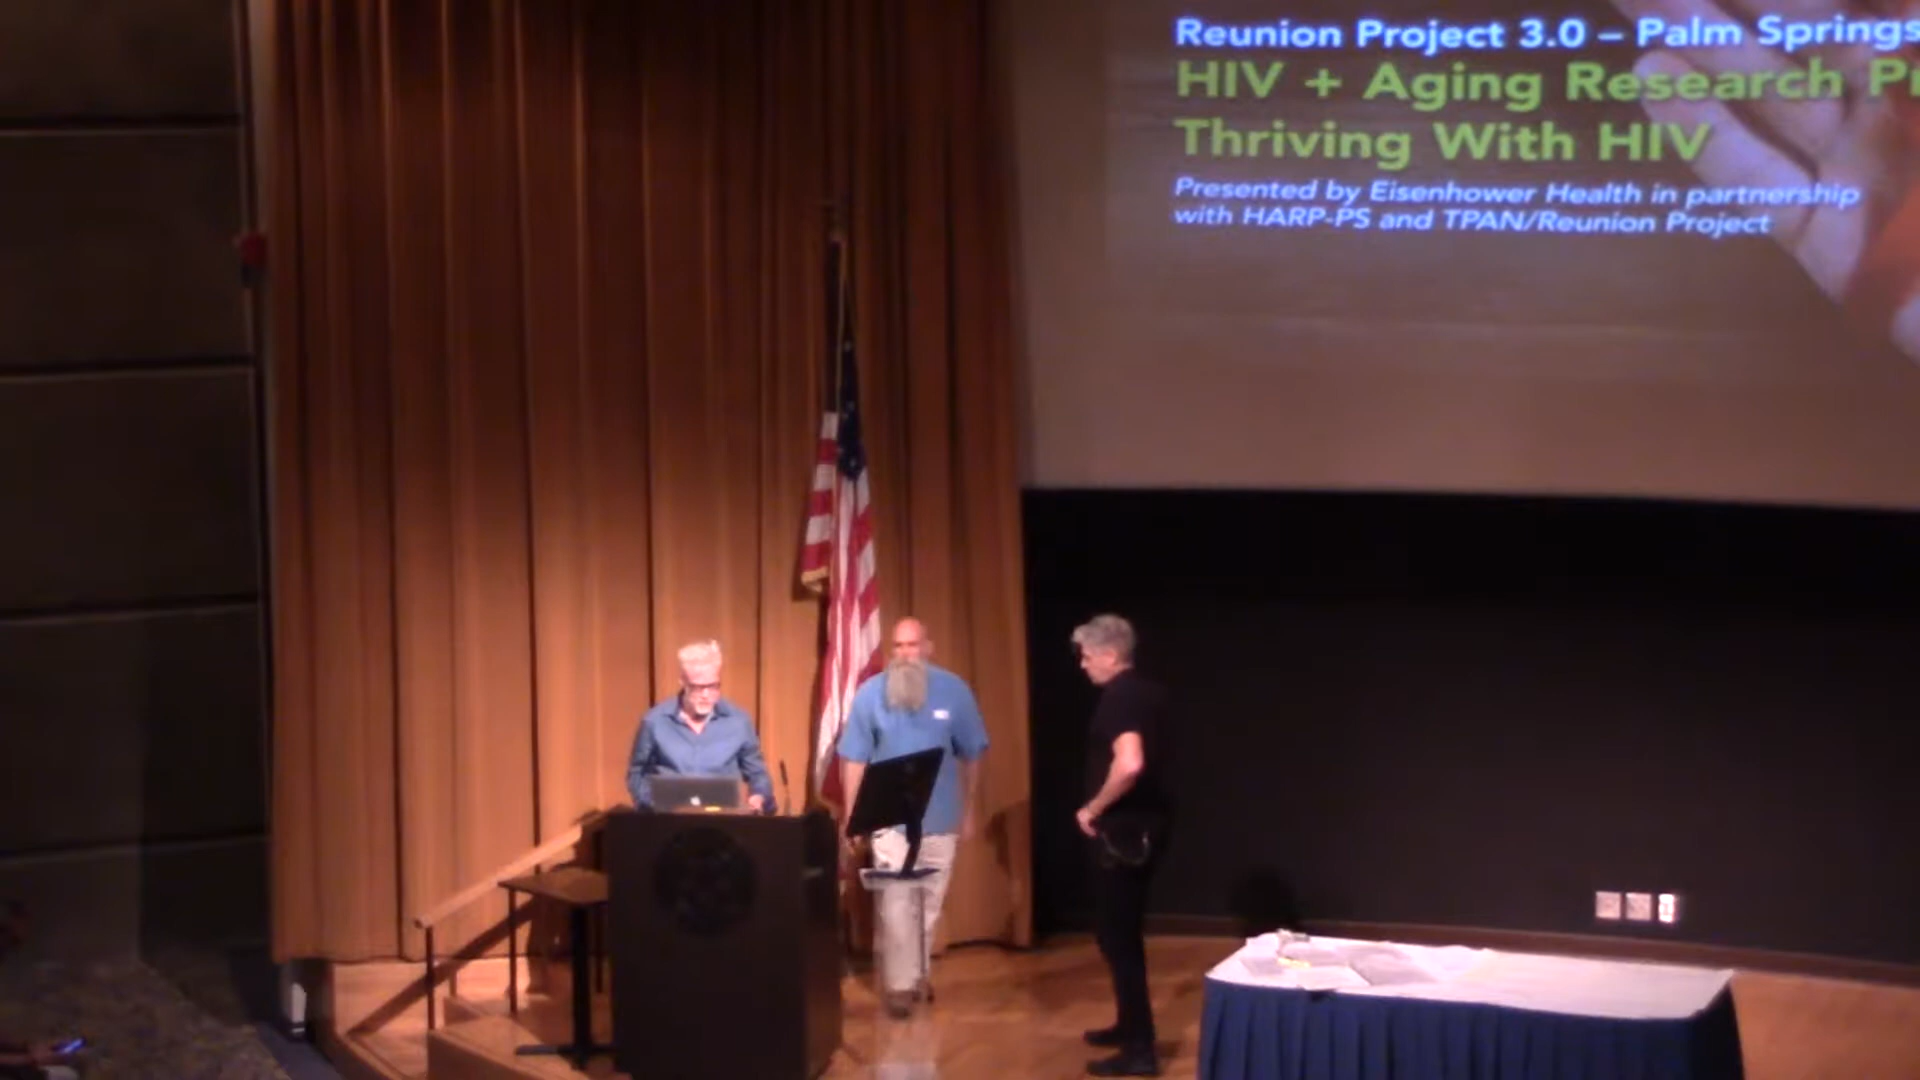 Reunion Project 3.0 – Palm Springs
HIV + Aging Research Pr
Thriving With HIV
Presented by Eisenhower Health in partnership
with HARP-PS and TPAN/Reunion Project